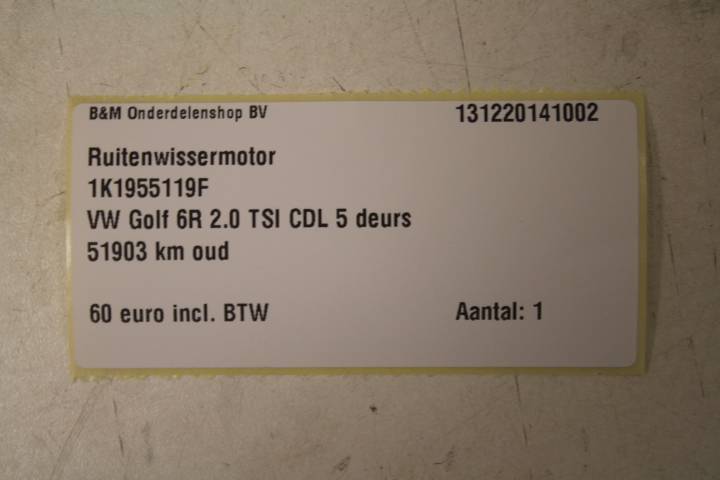 B&M Onderdelenshop BV 131220141002
Ruitenwissermotor
1K1955119F
VW Golf 6R 2.0 TSI CDL 5 deurs
51903 km oud
60 euro incl. BTW Aantal: 1